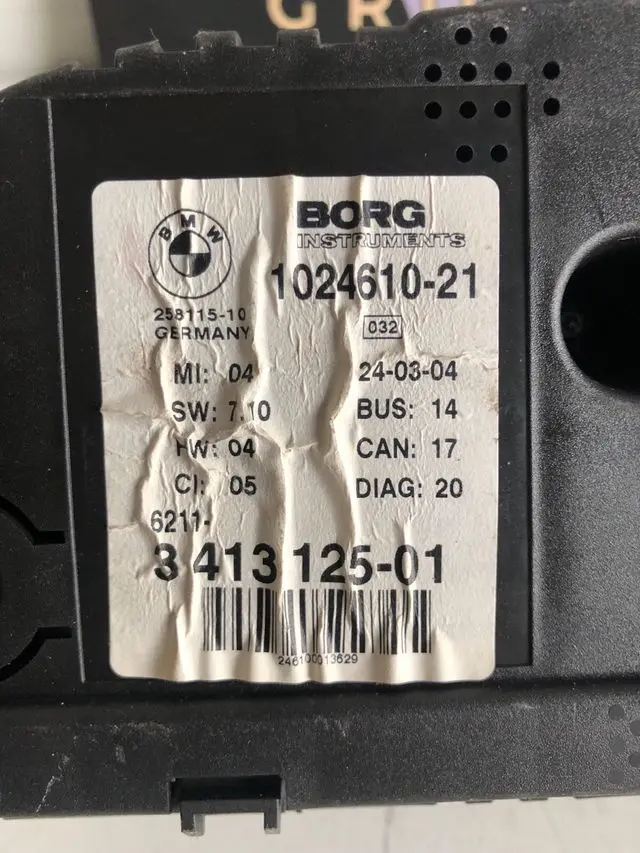 GRI
BMW
BORG
INSTRUMENTS
1024610-21
258115-10
GERMANY
032
MI: 04
24-03-04
SW: 7.10
BUS: 14
HW: 04
CAN: 17
CI: 05
DIAG: 20
6211-
3 413 125-01
246100013629